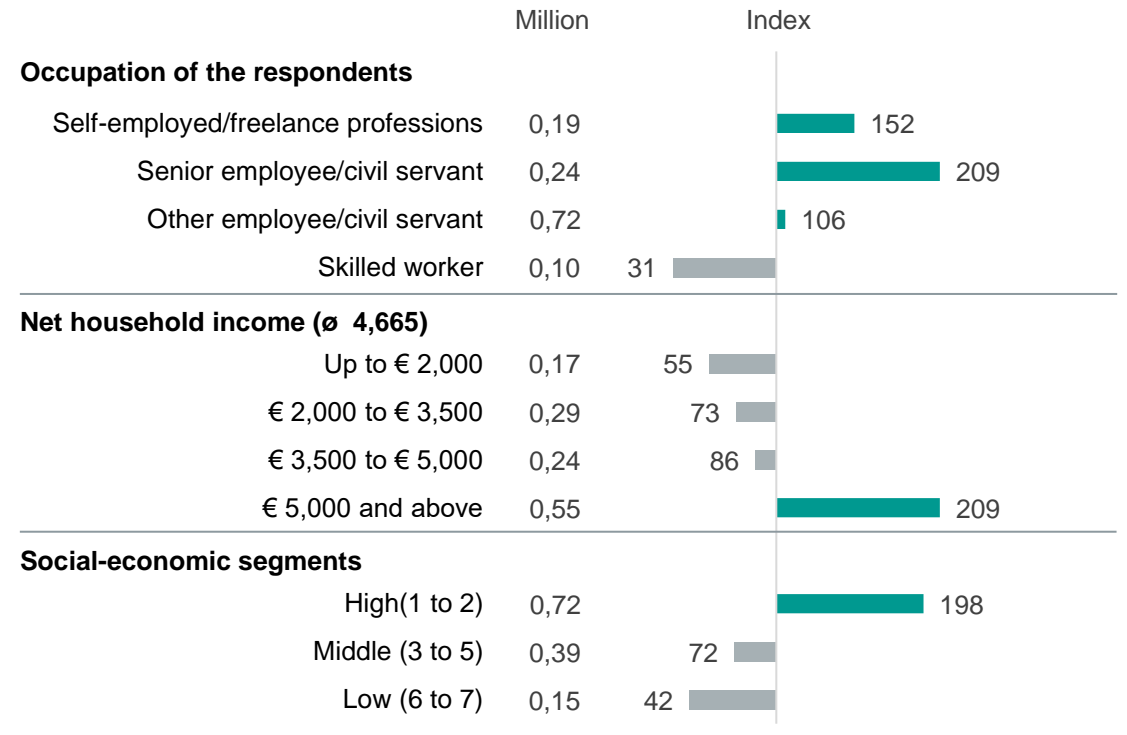 Million Index
Occupation of the respondents
Self-employed/freelance professions 0,19 152
Senior employee/civil servant 0,24 209
Other employee/civil servant 0,72 106
Skilled worker 0,10 31
Net household income (ø 4,665)
Up to € 2,000 0,17 55
€ 2,000 to € 3,500 0,29 73
€ 3,500 to € 5,000 0,24 86
€ 5,000 and above 0,55 209
Social-economic segments
High(1 to 2) 0,72 198
Middle (3 to 5) 0,39 72
Low (6 to 7) 0,15 42